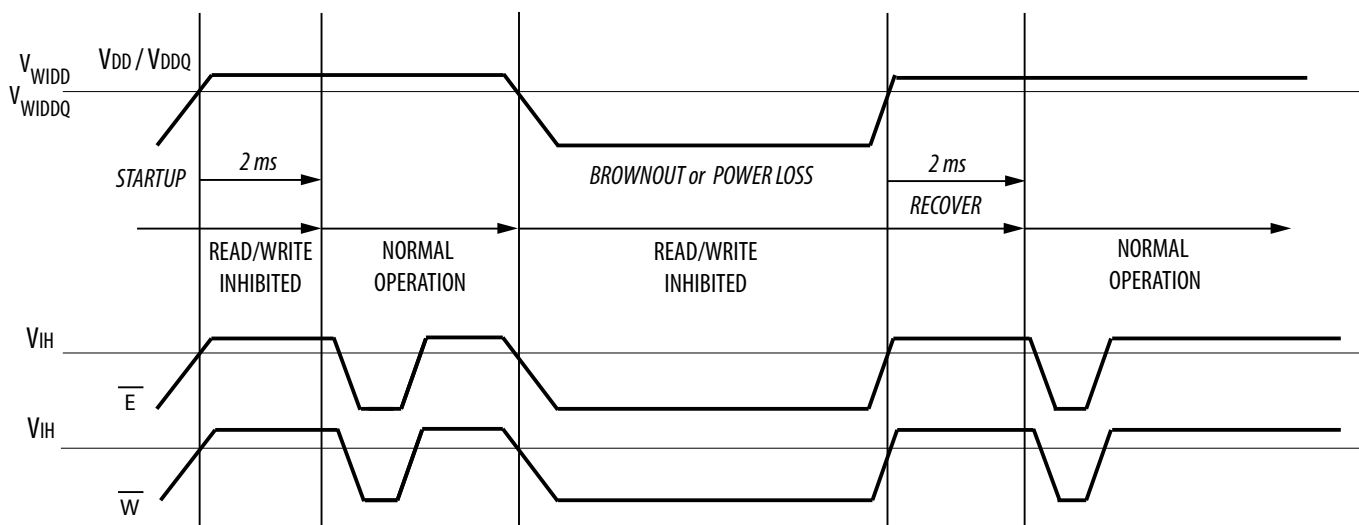 VWIDD
VDD / VDDQ
VWIDDQ
STARTUP
2 ms
BROWNOUT or POWER LOSS
2 ms
RECOVER
READ/WRITE
INHIBITED
NORMAL
OPERATION
READ/WRITE
INHIBITED
NORMAL
OPERATION
VIH
E
VIH
W